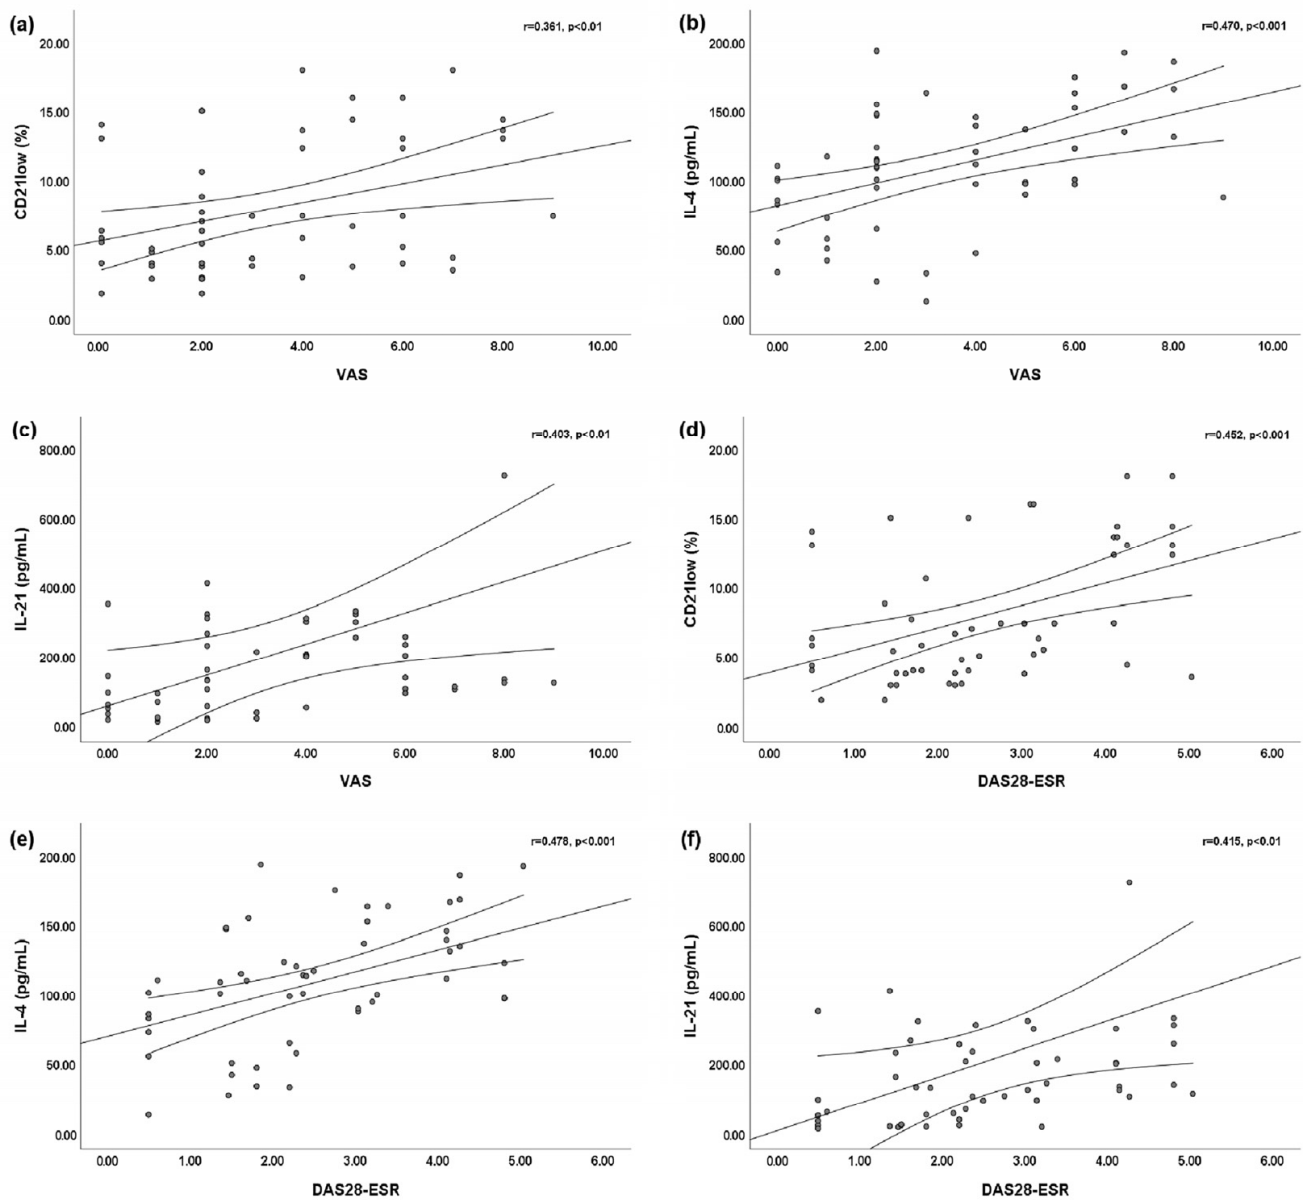 (a)
r=0.361, p<0.01
CD21low (%)
20.00
15.00
10.00
5.00
0.00
0.00 2.00 4.00 6.00 8.00 10.00
VAS
(b)
r=0.470, p<0.001
IL-4 (pg/mL)
200.00
150.00
100.00
50.00
0.00
0.00 2.00 4.00 6.00 8.00 10.00
VAS
(c)
r=0.403, p<0.01
IL-21 (pg/mL)
800.00
600.00
400.00
200.00
0.00
0.00 2.00 4.00 6.00 8.00 10.00
VAS
(d)
r=0.452, p<0.001
CD21low (%)
20.00
15.00
10.00
5.00
0.00
0.00 1.00 2.00 3.00 4.00 5.00 6.00
DAS28-ESR
(e)
r=0.478, p<0.001
IL-4 (pg/mL)
200.00
150.00
100.00
50.00
0.00
0.00 1.00 2.00 3.00 4.00 5.00 6.00
DAS28-ESR
(f)
r=0.415, p<0.01
IL-21 (pg/mL)
800.00
600.00
400.00
200.00
0.00
0.00 1.00 2.00 3.00 4.00 5.00 6.00
DAS28-ESR